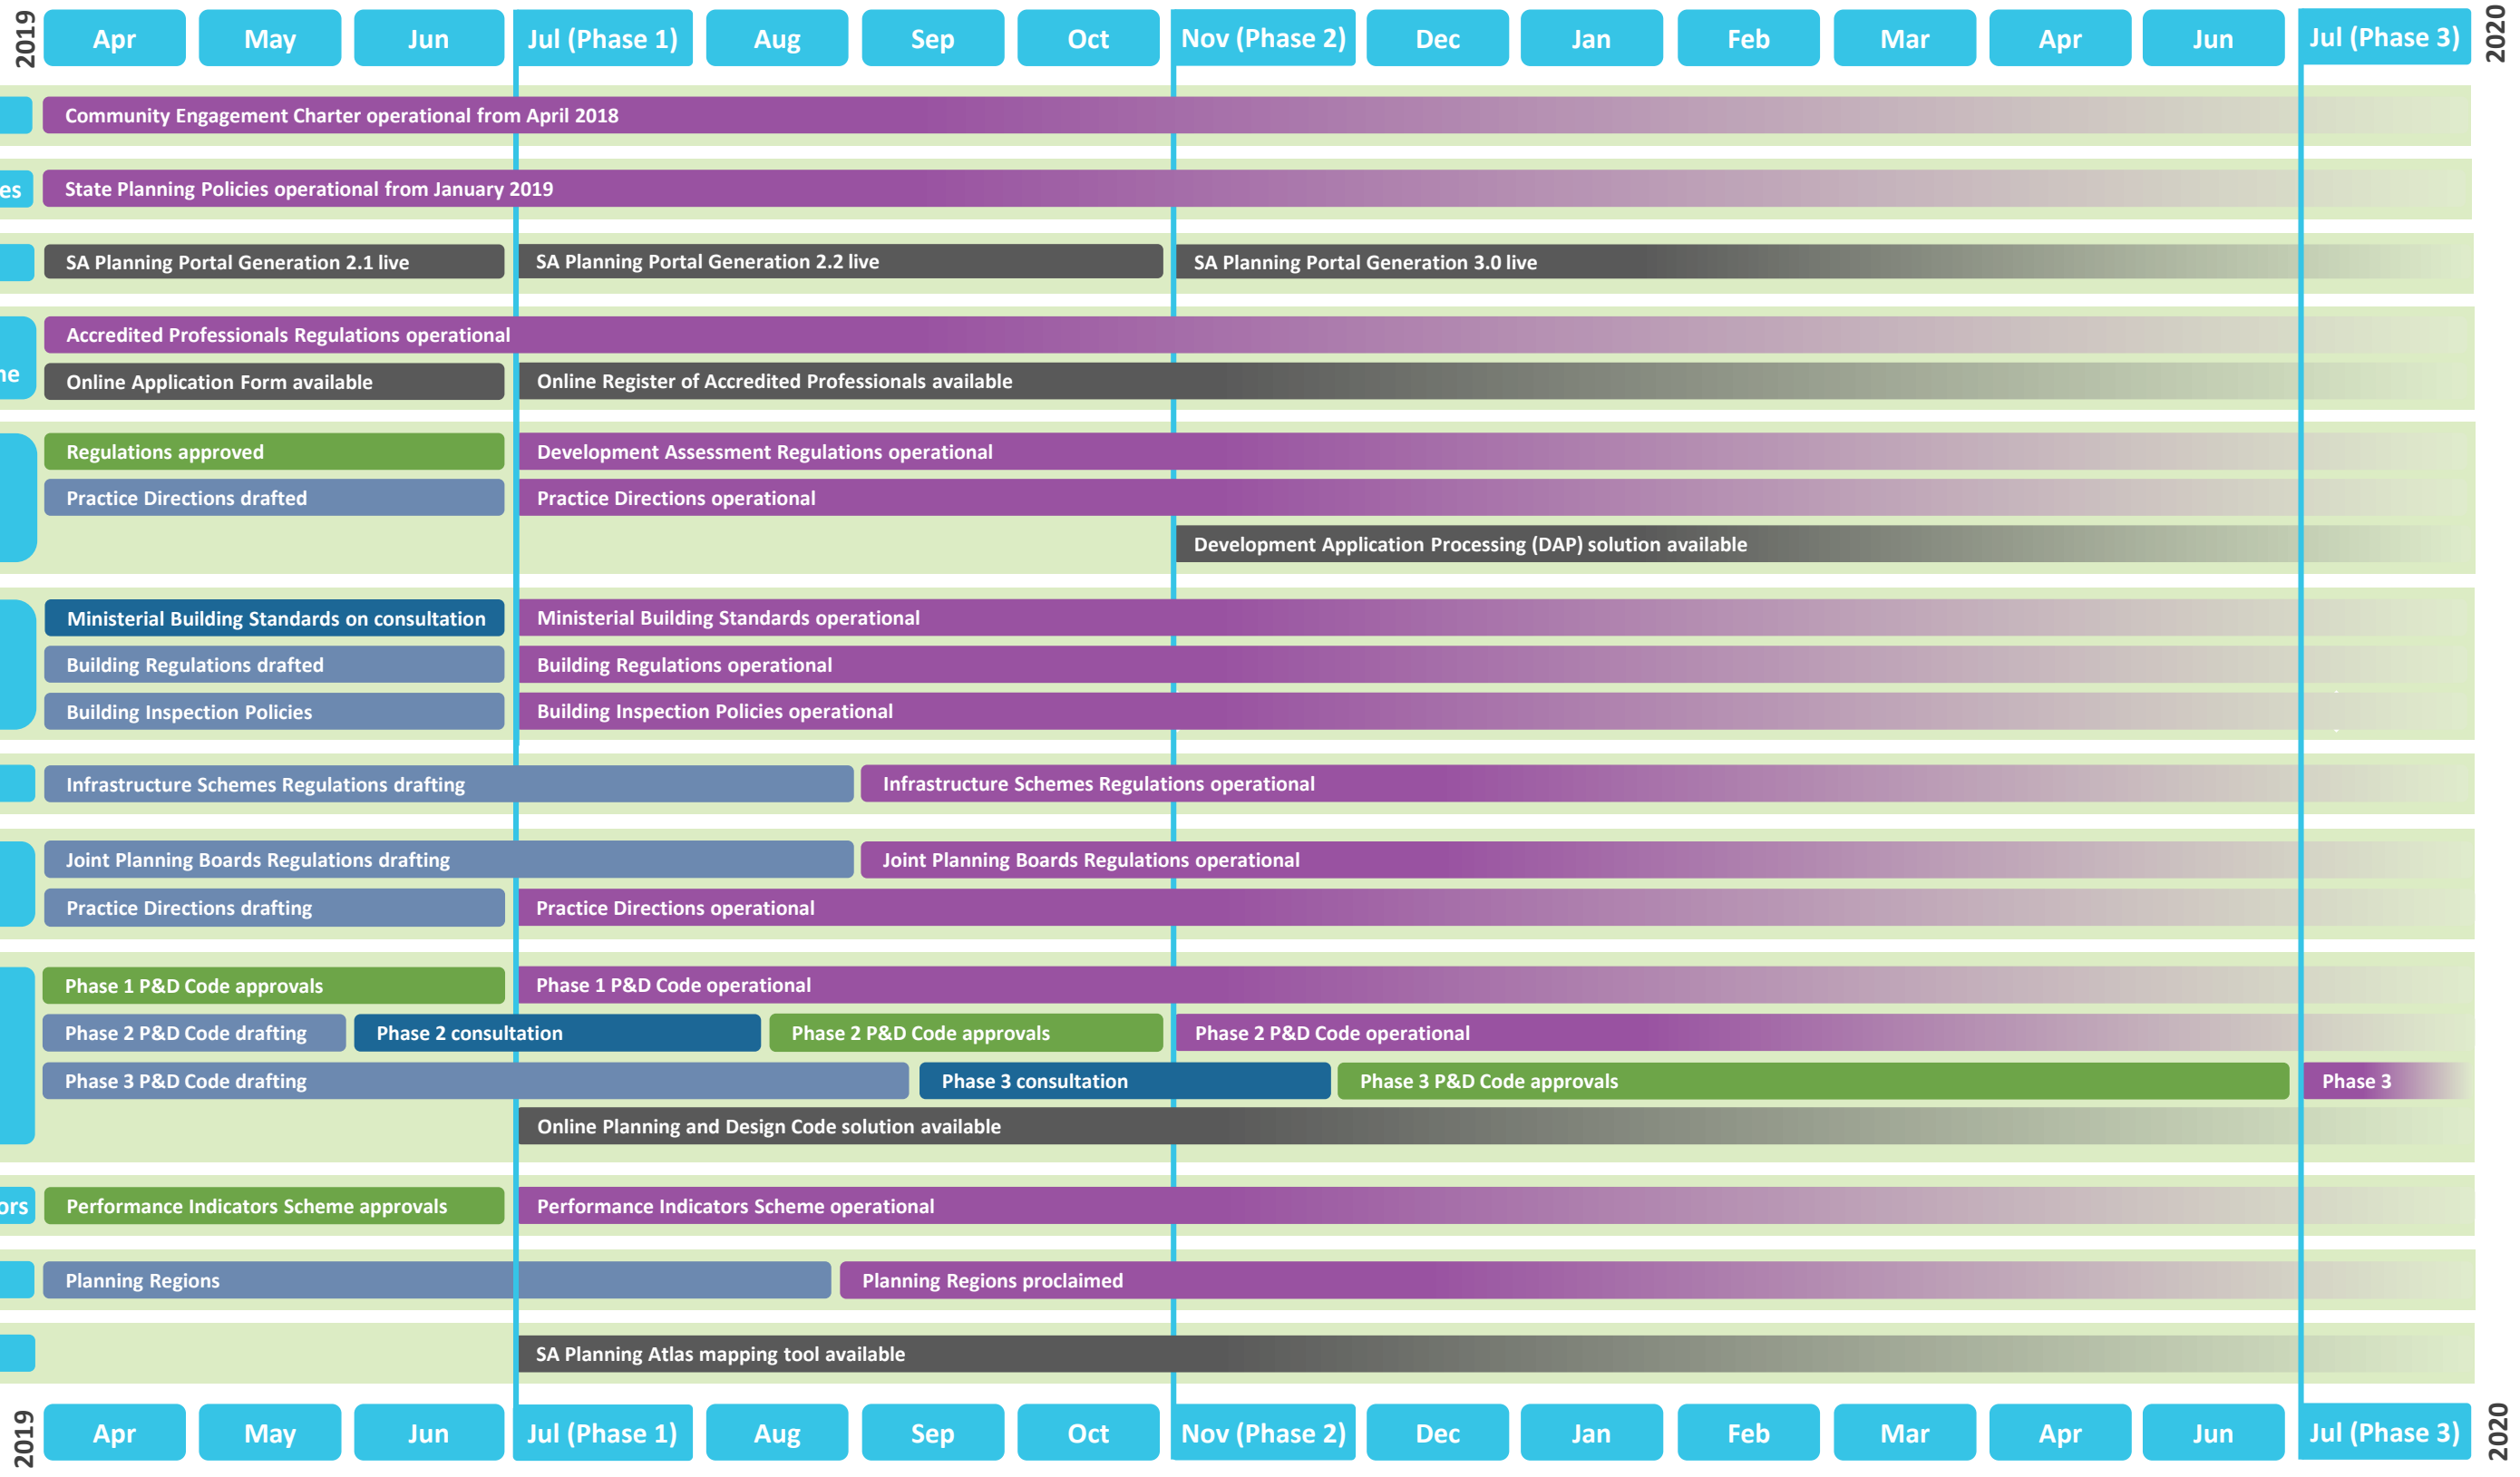 2019
Apr
May
Jun
Jul (Phase 1)
Aug
Sep
Oct
Nov (Phase 2)
Dec
Jan
Feb
Mar
Apr
Jun
Jul (Phase 3)
2020
Community Engagement Charter operational from April 2018
es
State Planning Policies operational from January 2019
SA Planning Portal Generation 2.1 live
SA Planning Portal Generation 2.2 live
SA Planning Portal Generation 3.0 live
Accredited Professionals Regulations operational
ne
Online Application Form available
Online Register of Accredited Professionals available
Regulations approved
Development Assessment Regulations operational
Practice Directions drafted
Practice Directions operational
Development Application Processing (DAP) solution available
Ministerial Building Standards on consultation
Ministerial Building Standards operational
Building Regulations drafted
Building Regulations operational
Building Inspection Policies
Building Inspection Policies operational
Infrastructure Schemes Regulations drafting
Infrastructure Schemes Regulations operational
Joint Planning Boards Regulations drafting
Joint Planning Boards Regulations operational
Practice Directions drafting
Practice Directions operational
Phase 1 P&D Code approvals
Phase 1 P&D Code operational
Phase 2 P&D Code drafting
Phase 2 consultation
Phase 2 P&D Code approvals
Phase 2 P&D Code operational
Phase 3 P&D Code drafting
Phase 3 consultation
Phase 3 P&D Code approvals
Phase 3
Online Planning and Design Code solution available
ors
Performance Indicators Scheme approvals
Performance Indicators Scheme operational
Planning Regions
Planning Regions proclaimed
SA Planning Atlas mapping tool available
2019
Apr
May
Jun
Jul (Phase 1)
Aug
Sep
Oct
Nov (Phase 2)
Dec
Jan
Feb
Mar
Apr
Jun
Jul (Phase 3)
2020